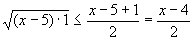 √((x−5)·1) ≤ (x−5+1)/2 = (x−4)/2